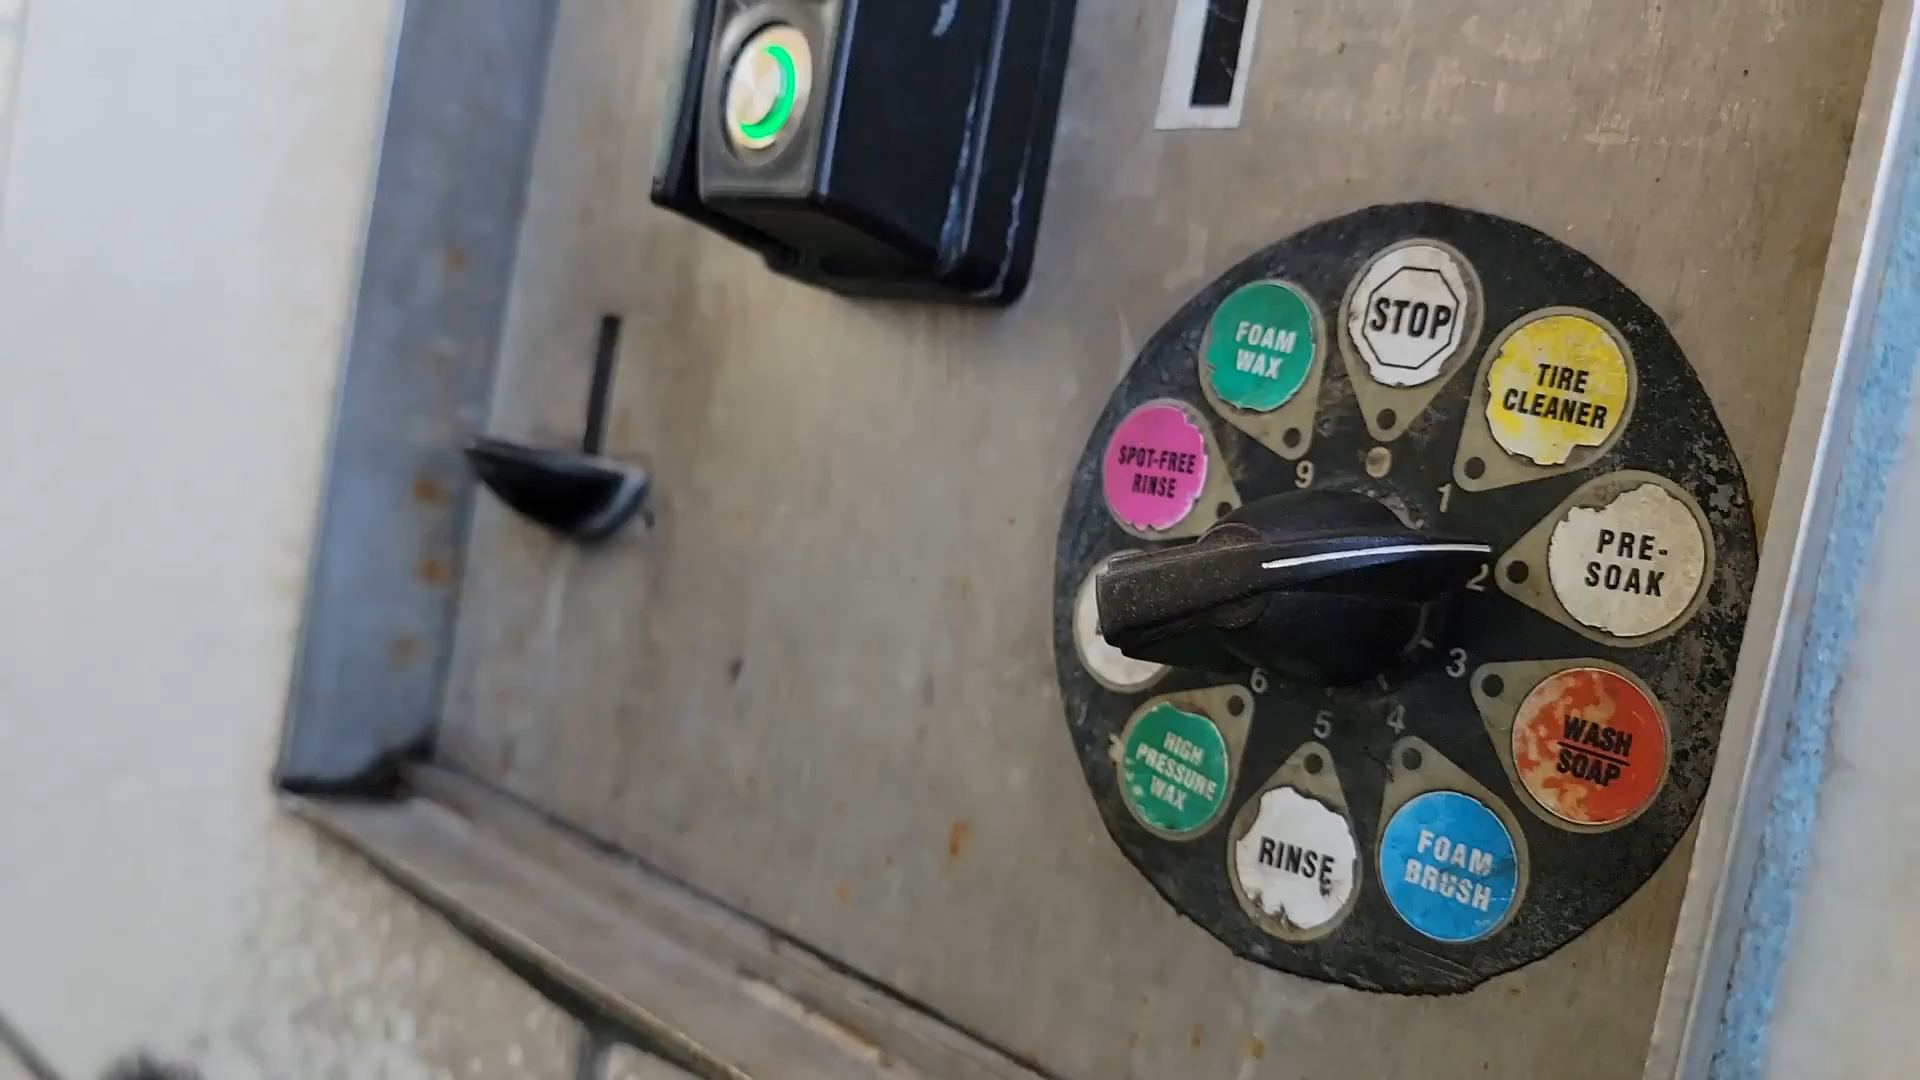 STOP
TIRE
CLEANER
PRE-
SOAK
WASH
SOAP
FOAM
BRUSH
RINSE
HIGH
PRESSURE
WAX
SPOT-FREE
RINSE
FOAM
WAX
1
2
3
4
5
6
9